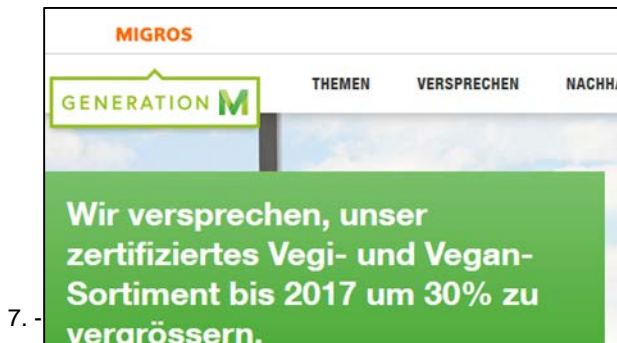 MIGROS
GENERATION M
THEMEN VERSPRECHEN
Wir versprechen, unser
zertifiziertes Vegi- und Vegan-
Sortiment bis 2017 um 30% zu
7. -
vergrössern.